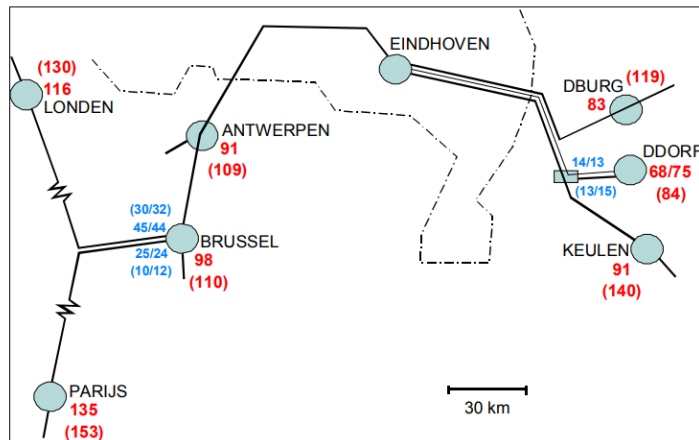 (130)
116
LONDEN
EINDHOVEN
DBURG
(119)
83
ANTWERPEN
91
(109)
14/13
DDORF
68/75
(13/15)
(84)
(30/32)
45/44
BRUSSEL
25/24
(10/12)
98
(110)
KEULEN
91
(140)
PARIJS
135
(153)
30 km